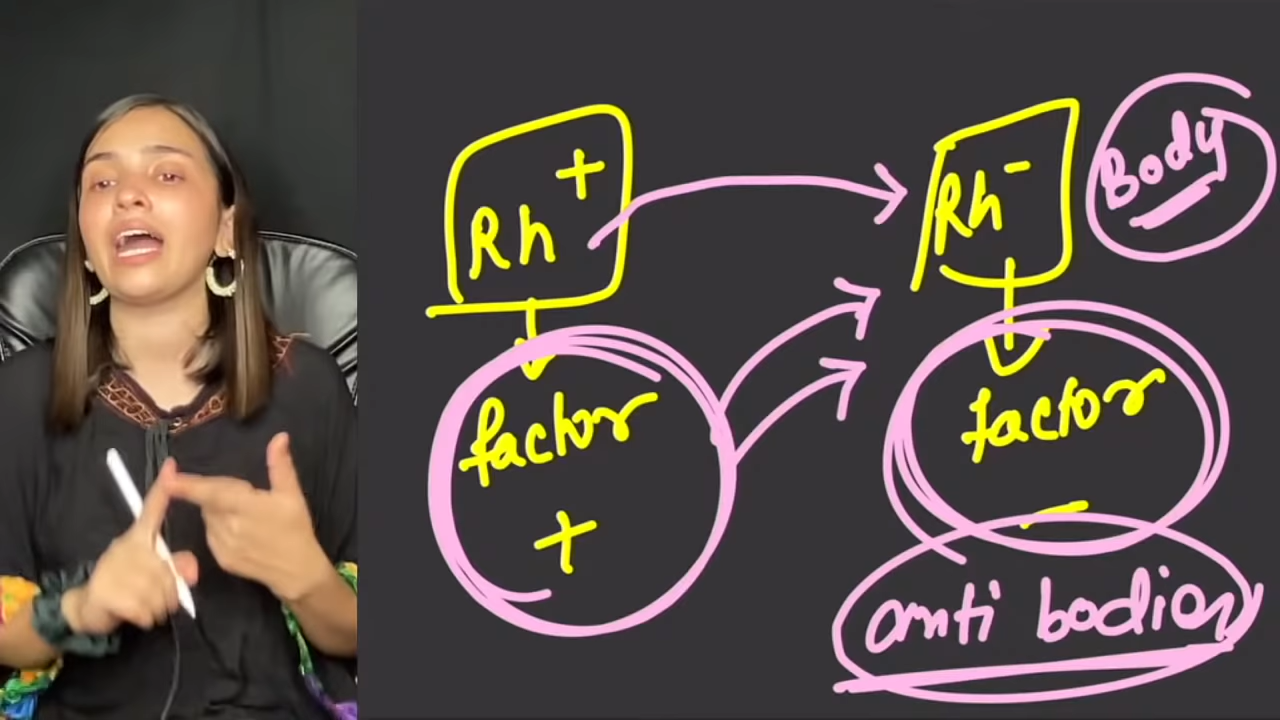 Rh+
factor
+
Rh-
Body
factor
-
anti bodies